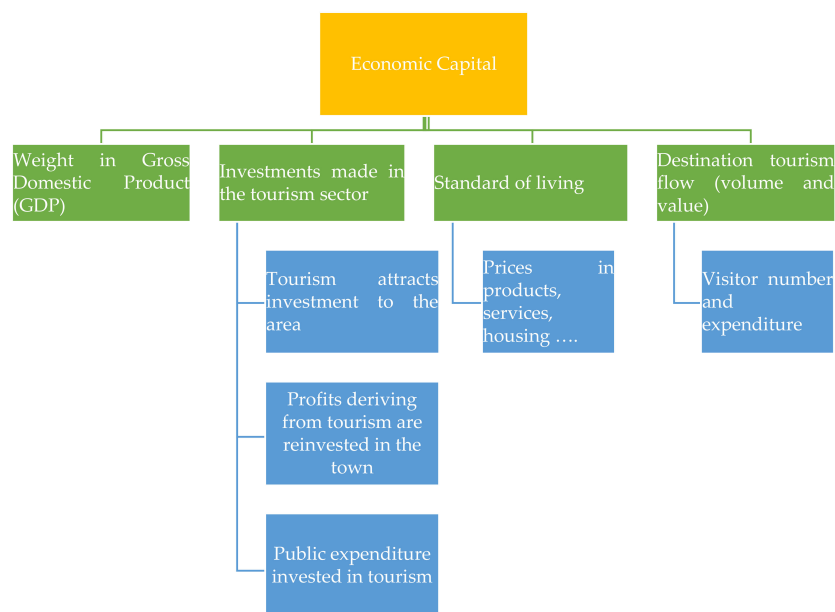 Economic Capital
Weight in Gross
Domestic Product
(GDP)
Investments made in
the tourism sector
Standard of living
Destination tourism
flow (volume and
value)
Tourism attracts
investment to the
area
Prices in
products,
services,
housing ….
Visitor number
and
expenditure
Profits deriving
from tourism are
reinvested in the
town
Public expenditure
invested in tourism